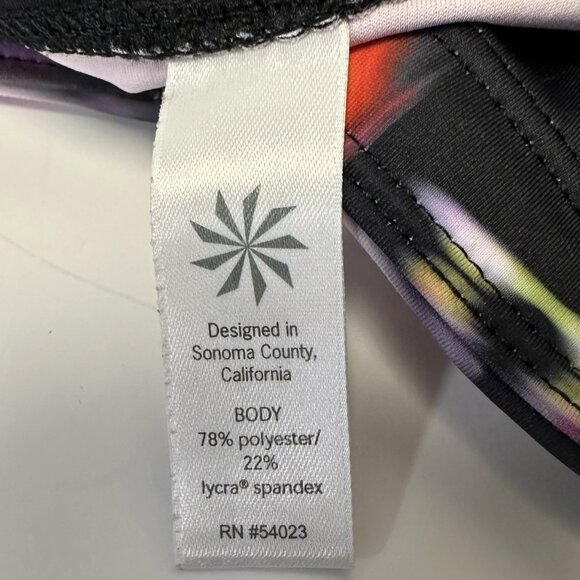 Designed in
Sonoma County,
California
BODY
78% polyester/
22%
lycra® spandex
RN #54023